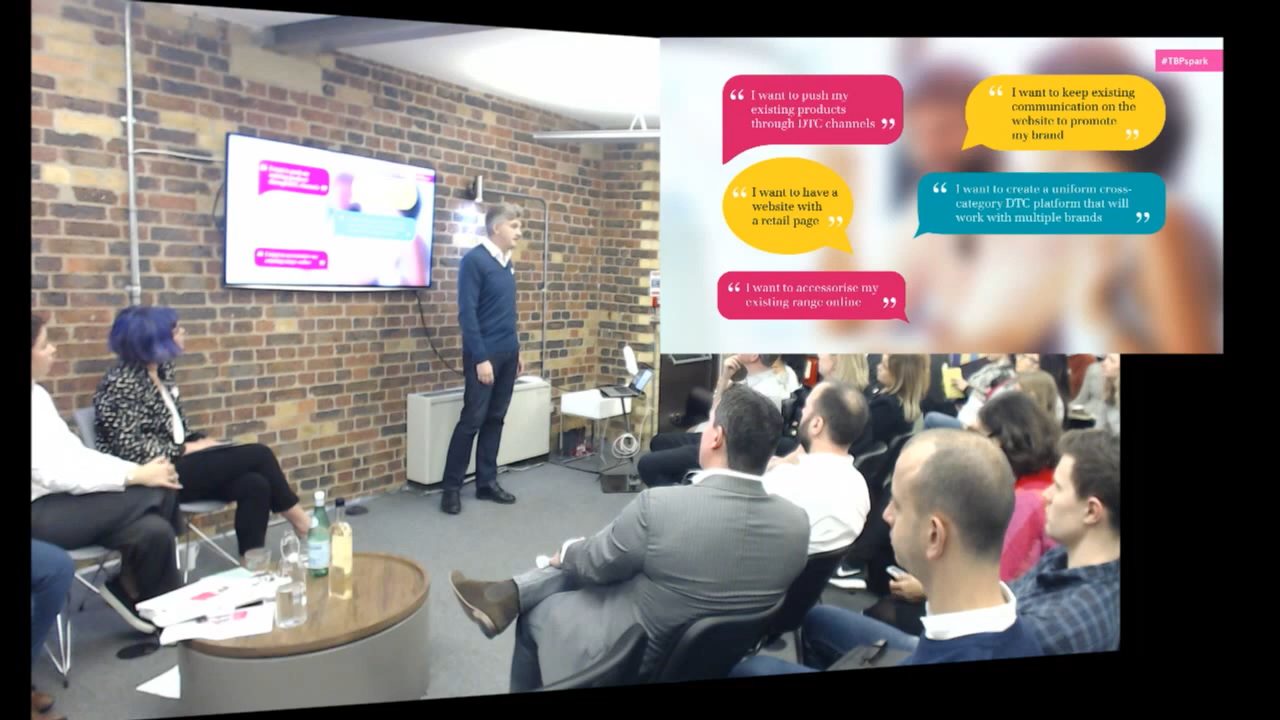 #TBPspark
“ I want to push my
existing products
through DTC channels ”
“ I want to keep existing
communication on the
website to promote
my brand ”
“ I want to have a
website with
a retail page ”
“ I want to create a uniform cross-
category DTC platform that will
work with multiple brands ”
“ I want to accessorise my
existing range online ”